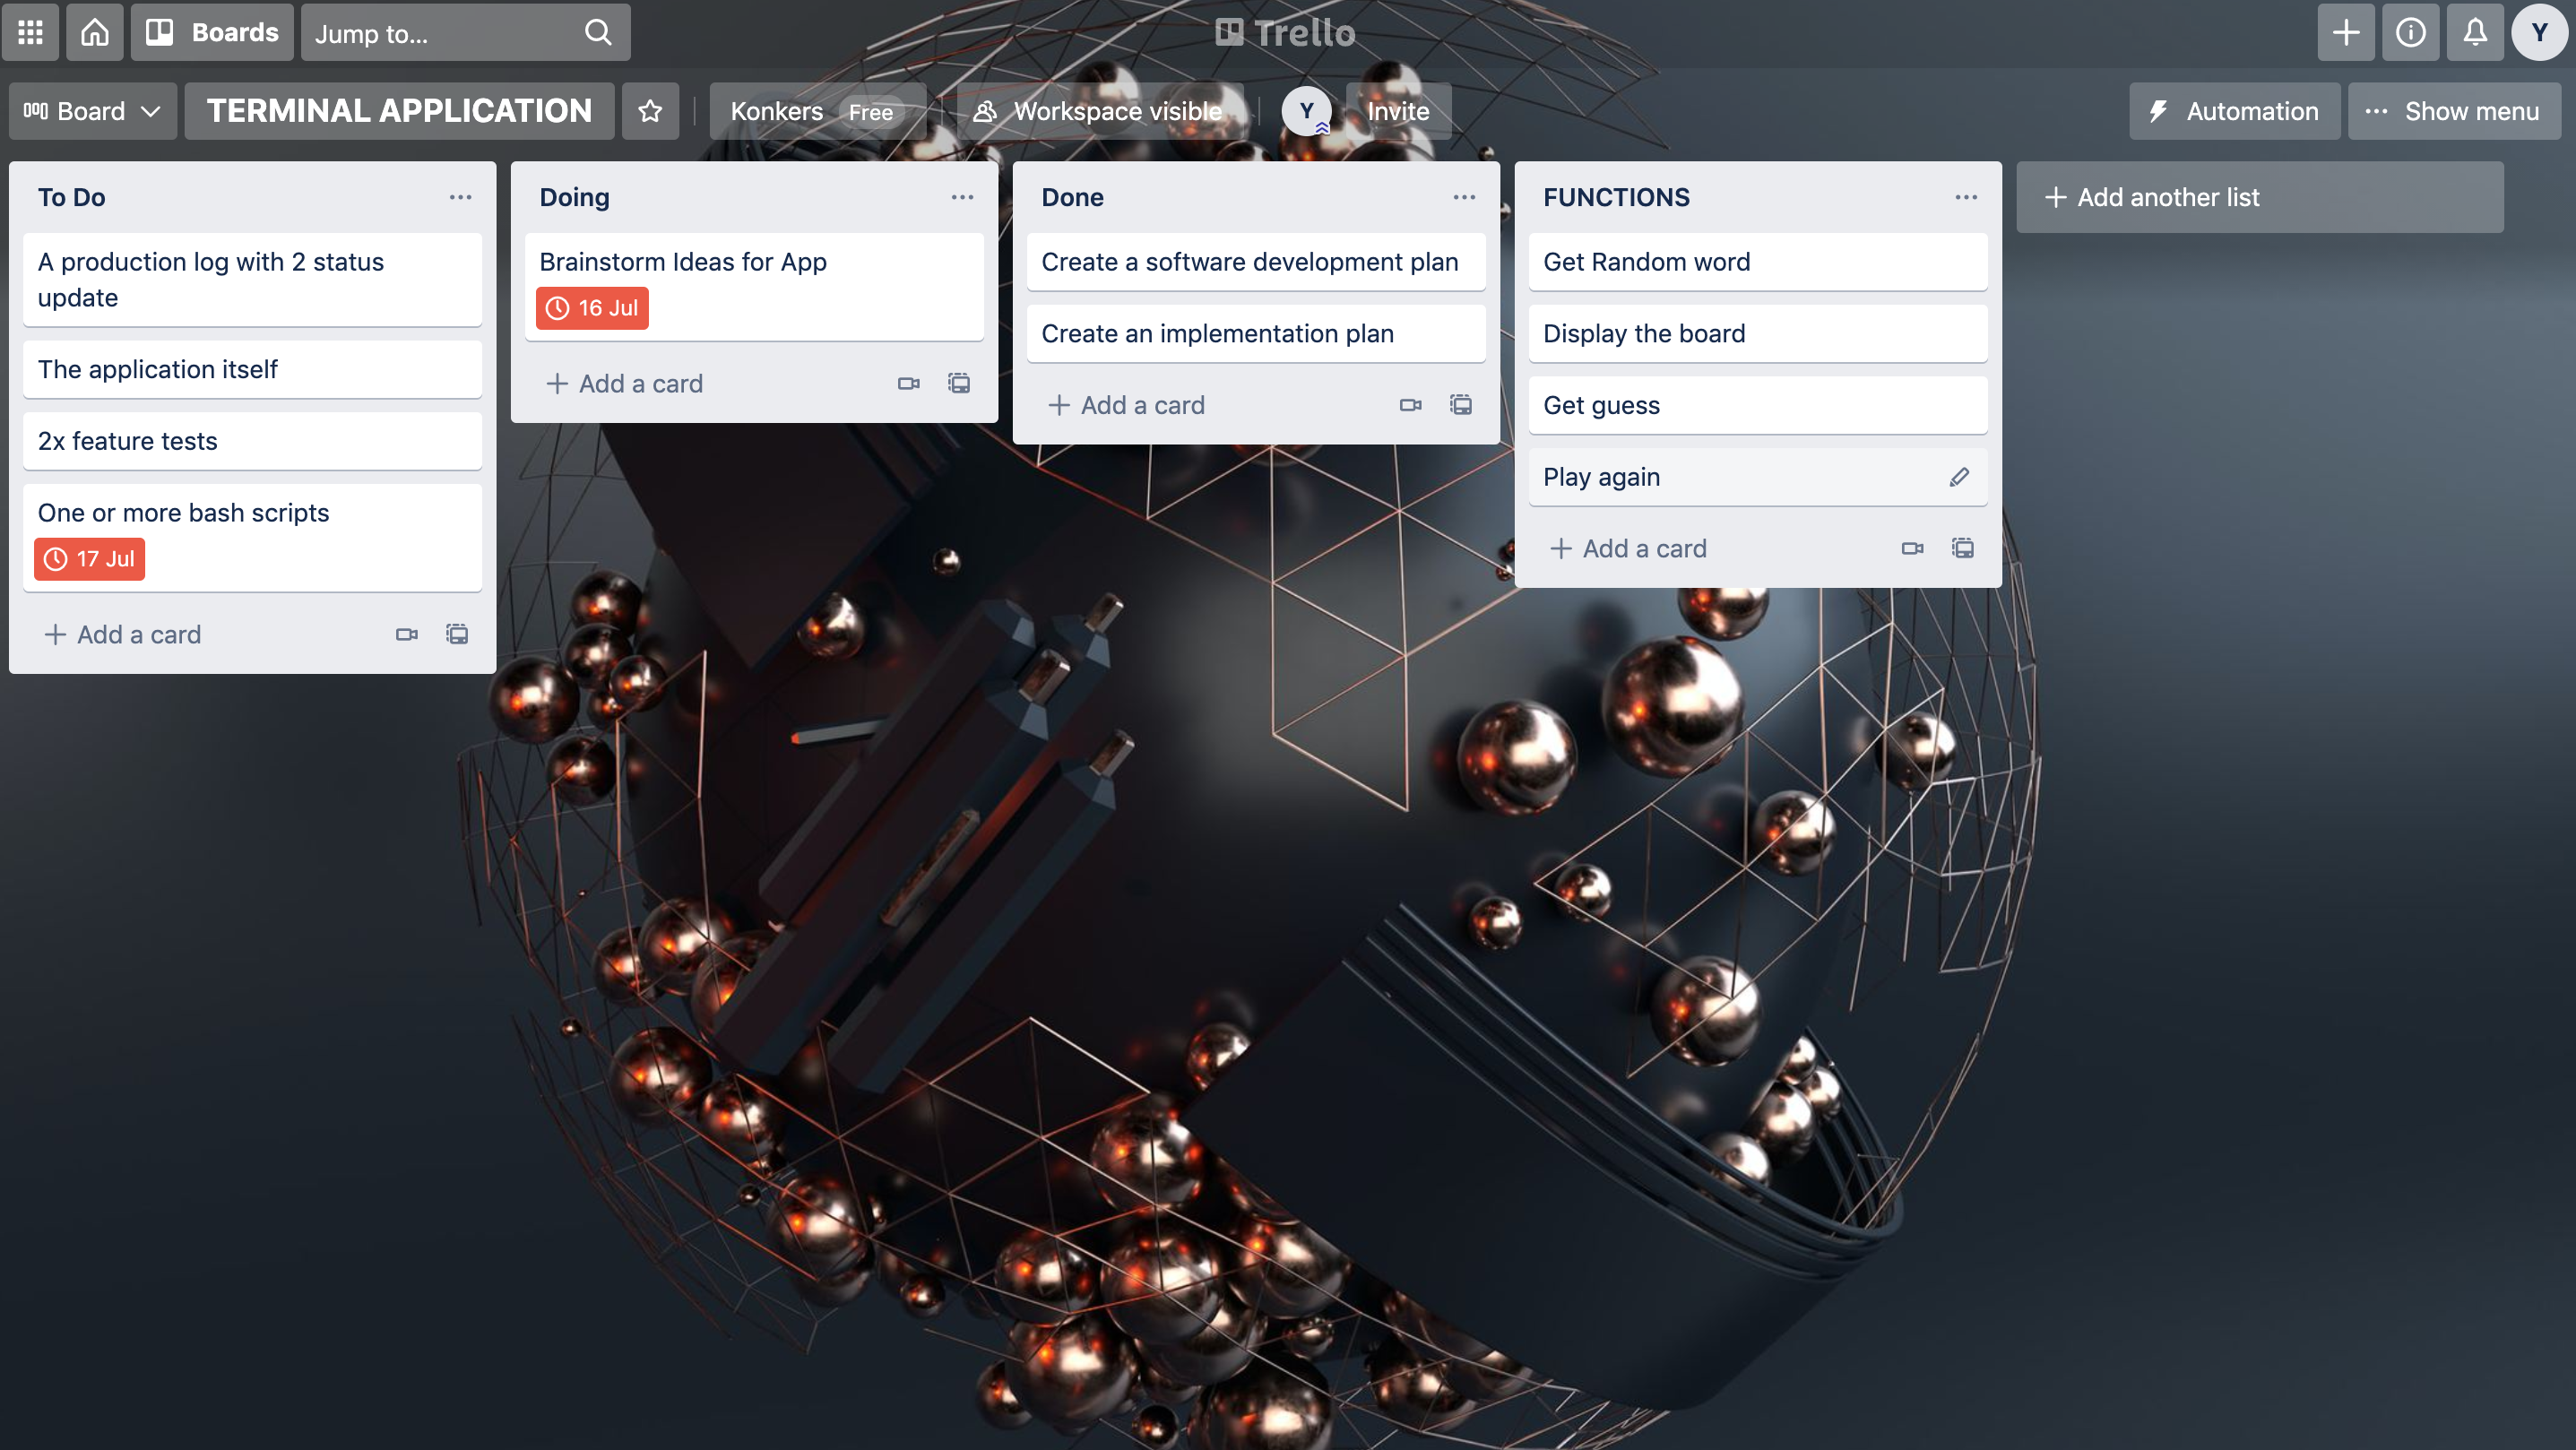 Boards
Jump to...
Trello
Y
Board
TERMINAL APPLICATION
Konkers Free
Workspace visible
Y
Invite
Automation
Show menu
To Do
A production log with 2 status
update
The application itself
2x feature tests
One or more bash scripts
17 Jul
Add a card
Doing
Brainstorm Ideas for App
16 Jul
Add a card
Done
Create a software development plan
Create an implementation plan
Add a card
FUNCTIONS
Get Random word
Display the board
Get guess
Play again
Add a card
Add another list